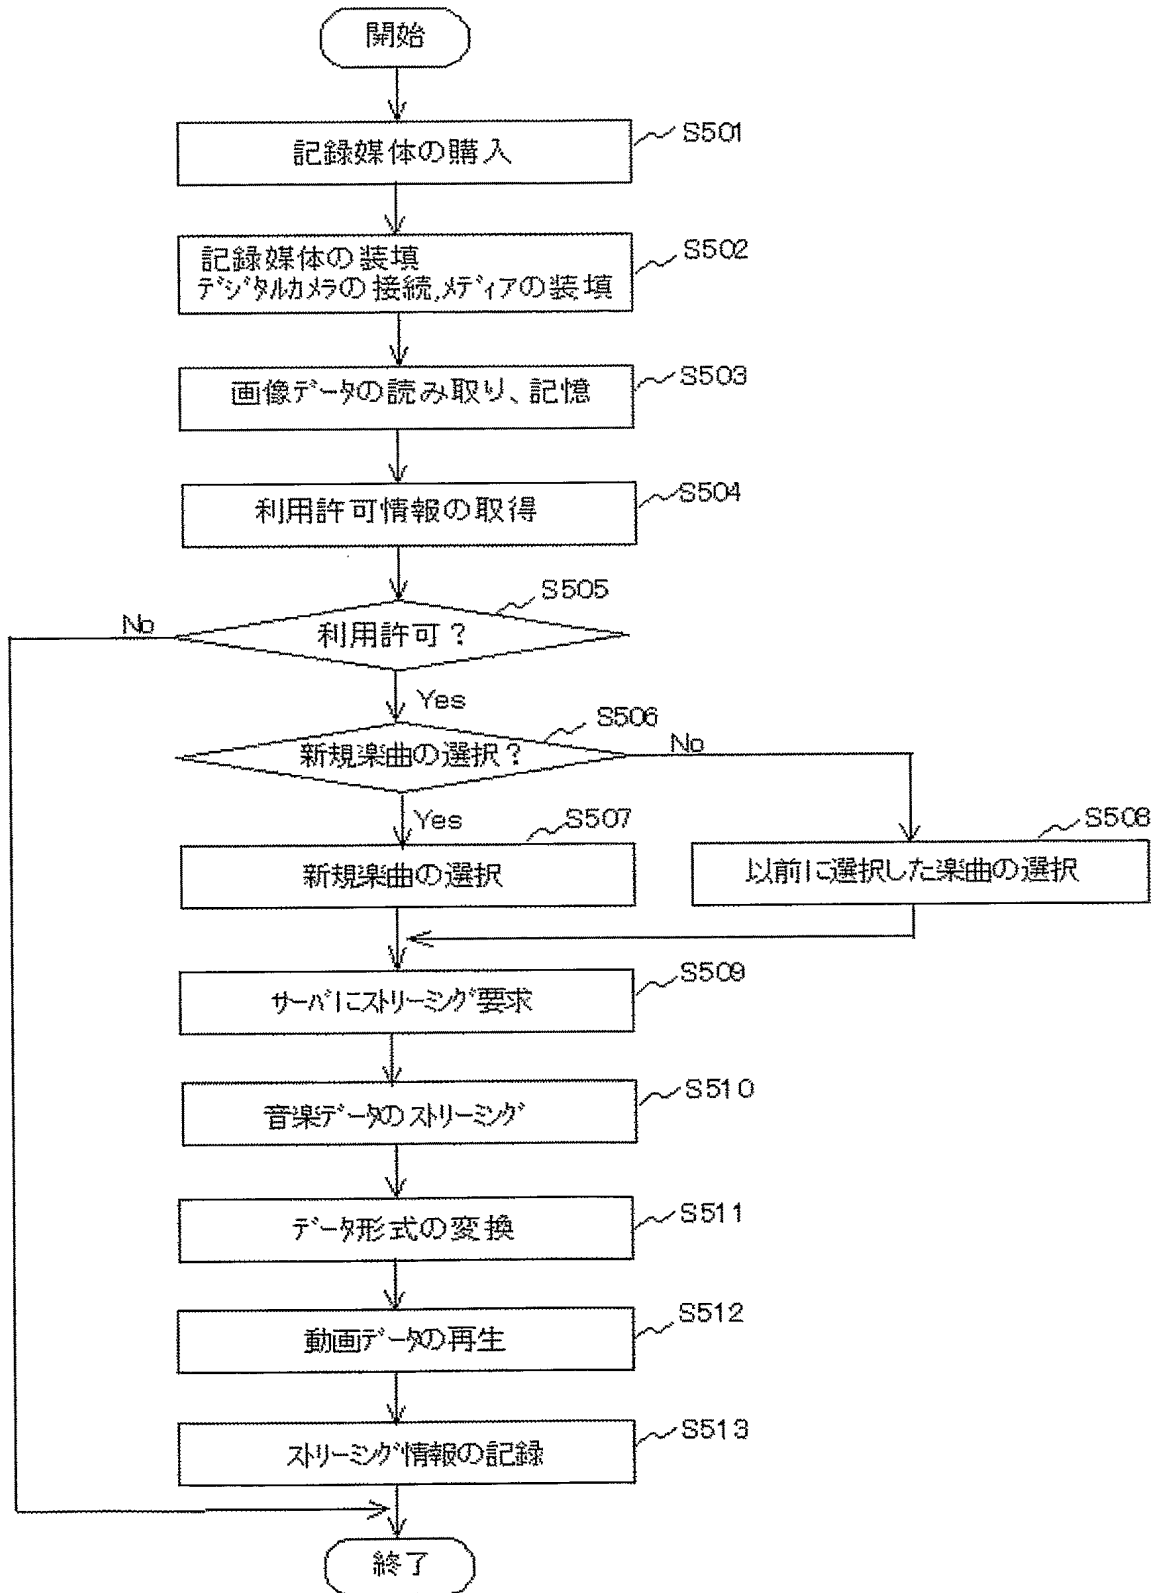 開始
記録媒体の購入
S501
記録媒体の装填
デジタルカメラの接続,メディアの装填
S502
画像データの読み取り、記憶
S503
利用許可情報の取得
S504
S505
利用許可？
No
Yes
S506
新規楽曲の選択？
No
Yes
S507
新規楽曲の選択
S508
以前に選択した楽曲の選択
サーバにストリーミング要求
S509
音楽データのストリーミング
S510
データ形式の変換
S511
動画データの再生
S512
ストリーミング情報の記録
S513
終了